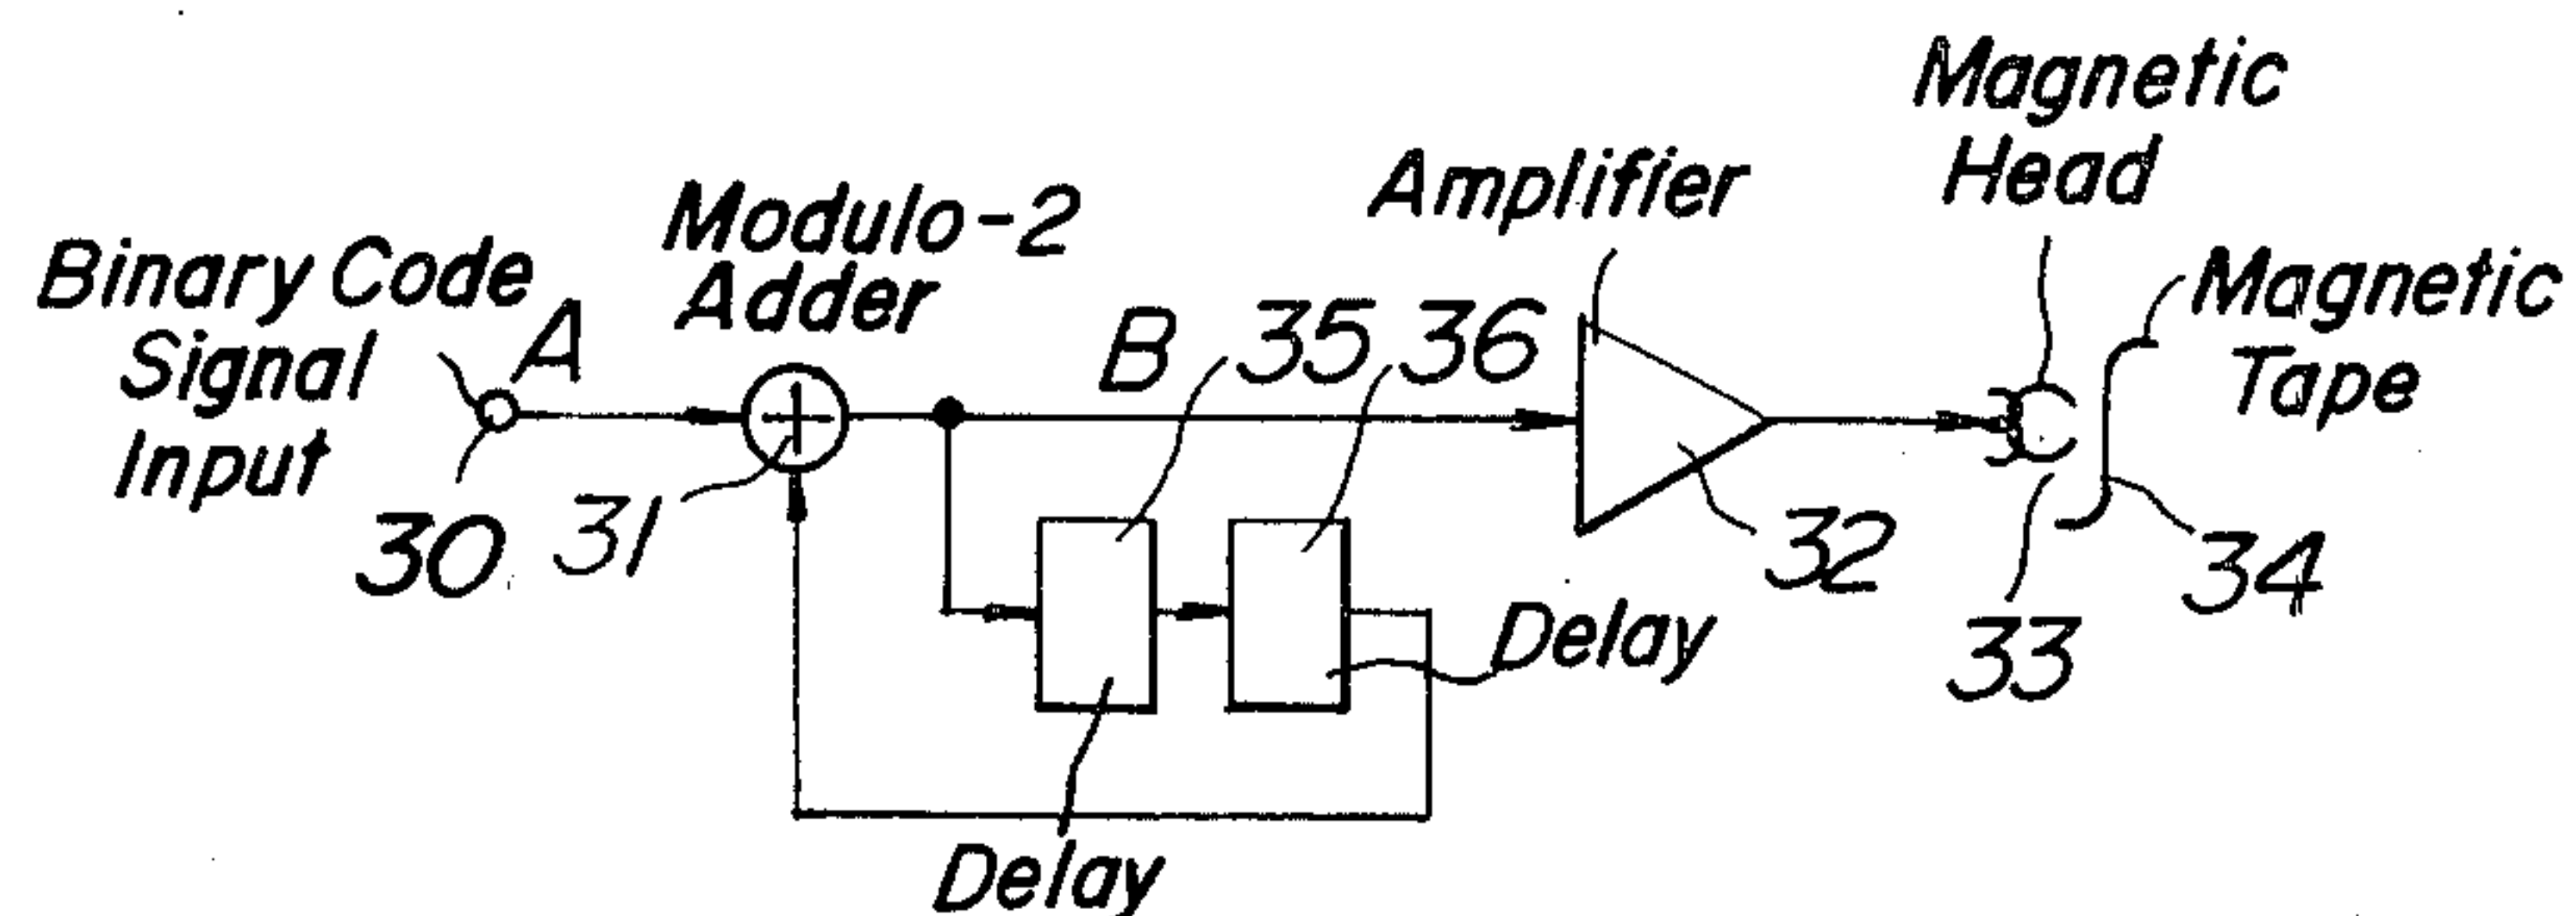 Binary Code
Signal
Input
A
30
Modulo-2
Adder
31
B
35
36
Delay
Delay
Amplifier
32
Magnetic
Head
33
Magnetic
Tape
34